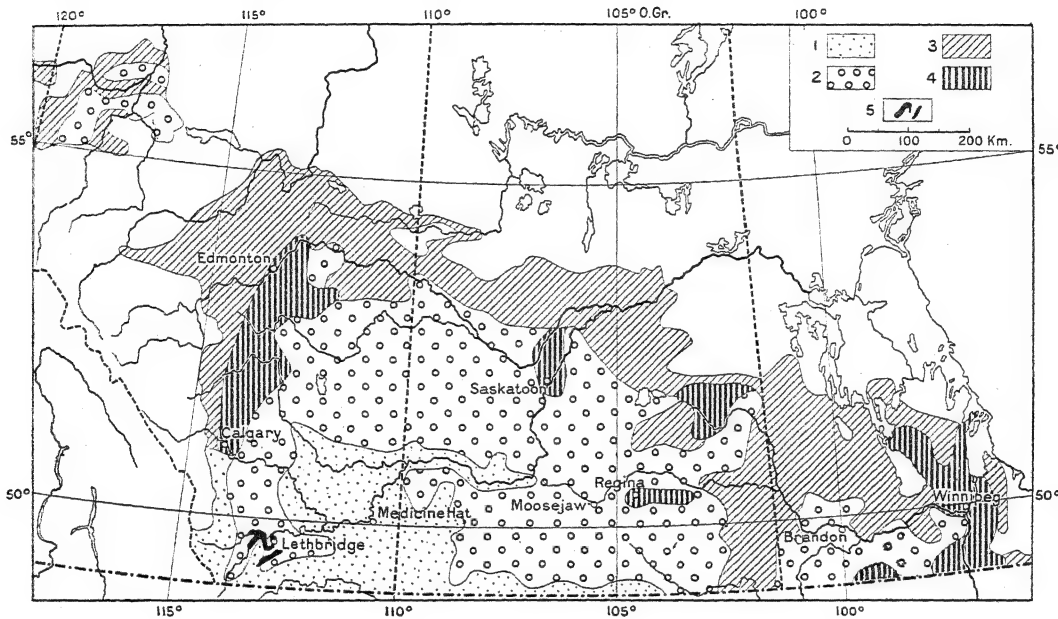 120° 115° 110° 105° O.Gr. 100°
1 3
2 4
5
0 100 200 Km.
55° 55°
Edmonton
Saskatoon
Calgary
Regina
50° Medicine Hat Moosejaw Winnibeg 50°
Lethbridge Brandon
115° 110° 105° 100°